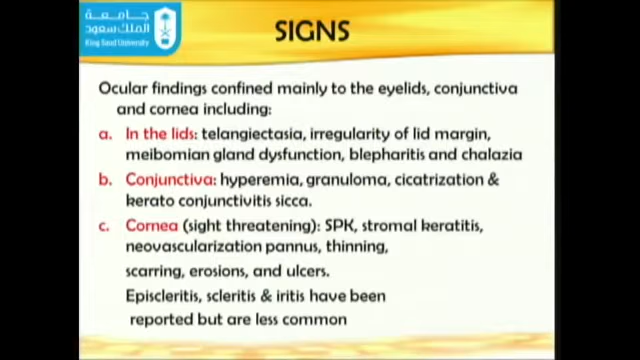 جامعة
الملك سعود
King Saud University
SIGNS
Ocular findings confined mainly to the eyelids, conjunctiva
and cornea including:
a. In the lids: telangiectasia, irregularity of lid margin,
meibomian gland dysfunction, blepharitis and chalazia
b. Conjunctiva: hyperemia, granuloma, cicatrization &
kerato conjunctivitis sicca.
c. Cornea (sight threatening): SPK, stromal keratitis,
neovascularization pannus, thinning,
scarring, erosions, and ulcers.
Episcleritis, scleritis & iritis have been
reported but are less common